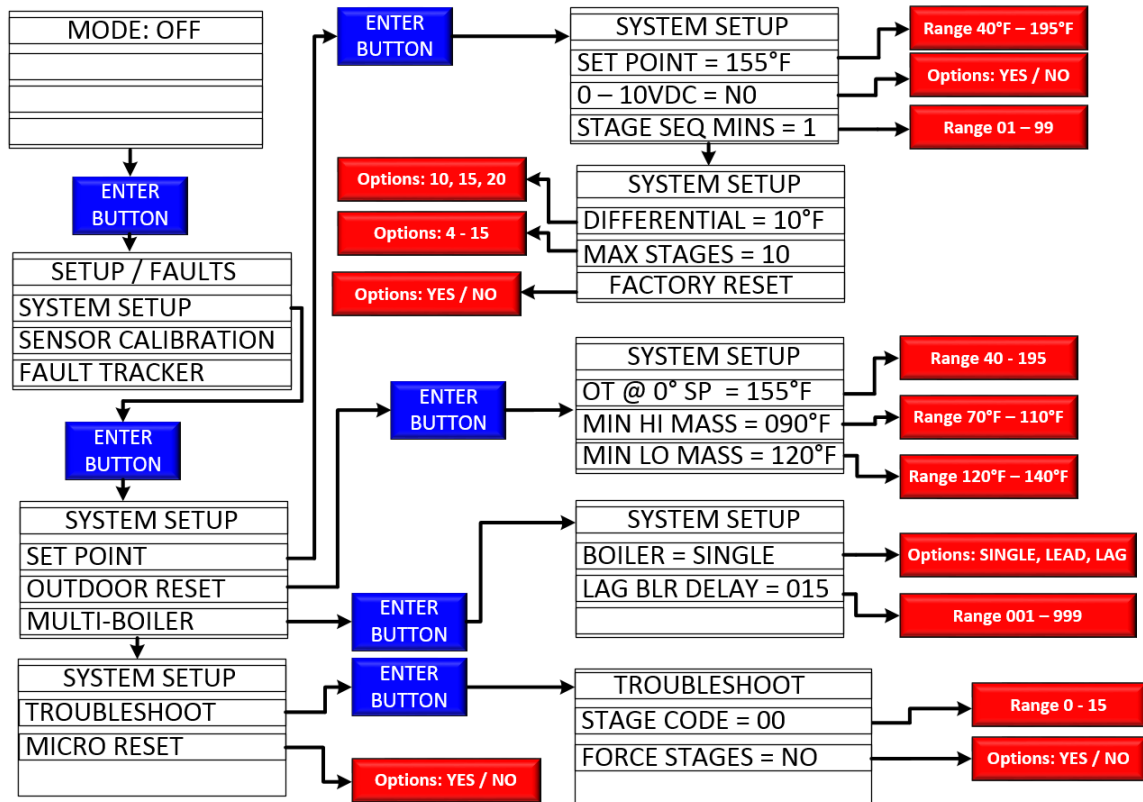 MODE: OFF
ENTER
BUTTON
SETUP / FAULTS
SYSTEM SETUP
SENSOR CALIBRATION
FAULT TRACKER
ENTER
BUTTON
SYSTEM SETUP
SET POINT
OUTDOOR RESET
MULTI-BOILER
SYSTEM SETUP
TROUBLESHOOT
MICRO RESET
Options: YES / NO
ENTER
BUTTON
SYSTEM SETUP
SET POINT = 155°F
0 – 10VDC = N0
STAGE SEQ MINS = 1
Range 40°F – 195°F
Options: YES / NO
Range 01 – 99
SYSTEM SETUP
DIFFERENTIAL = 10°F
MAX STAGES = 10
FACTORY RESET
Options: 10, 15, 20
Options: 4 - 15
Options: YES / NO
ENTER
BUTTON
SYSTEM SETUP
OT @ 0° SP = 155°F
MIN HI MASS = 090°F
MIN LO MASS = 120°F
Range 40 - 195
Range 70°F – 110°F
Range 120°F – 140°F
ENTER
BUTTON
SYSTEM SETUP
BOILER = SINGLE
LAG BLR DELAY = 015
Options: SINGLE, LEAD, LAG
Range 001 – 999
ENTER
BUTTON
TROUBLESHOOT
STAGE CODE = 00
FORCE STAGES = NO
Range 0 - 15
Options: YES / NO